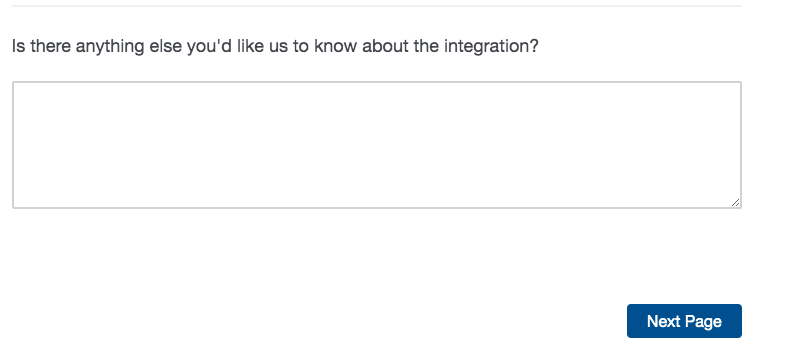 Is there anything else you'd like us to know about the integration?
Next Page